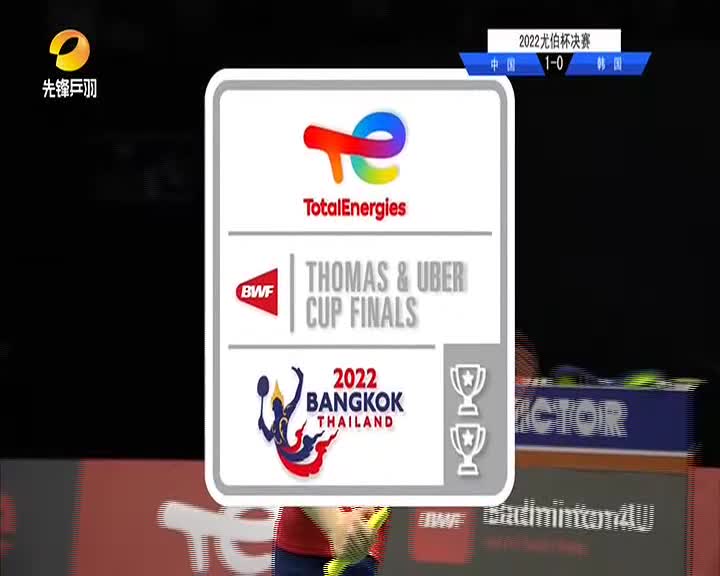 先锋乒羽
2022尤伯杯决赛
中国 1-0 韩国
TotalEnergies
BWF
THOMAS & UBER
CUP FINALS
2022
BANGKOK
THAILAND
VICTOR
BWF
Badminton4U